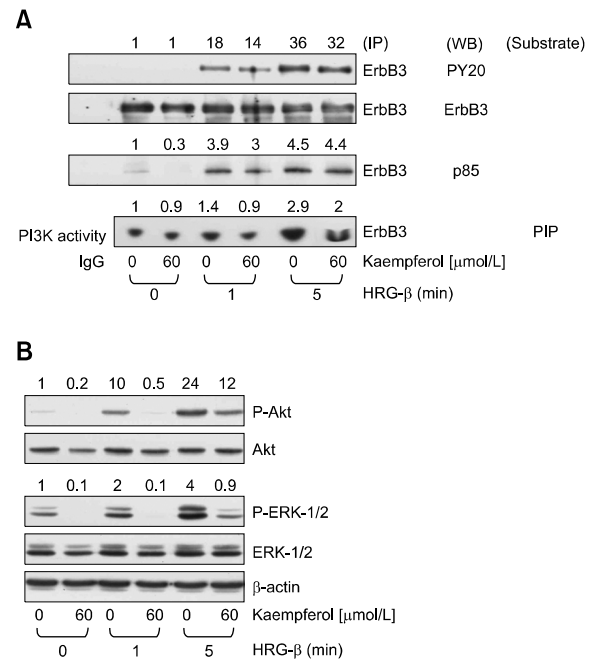 A
1 1 18 14 36 32 (IP) (WB) (Substrate)
ErbB3 PY20
ErbB3 ErbB3
1 0.3 3.9 3 4.5 4.4
ErbB3 p85
1 0.9 1.4 0.9 2.9 2
PI3K activity ErbB3 PIP
IgG 0 60 0 60 0 60 Kaempferol [μmol/L]
0 1 5 HRG-β (min)
B
1 0.2 10 0.5 24 12
P-Akt
Akt
1 0.1 2 0.1 4 0.9
P-ERK-1/2
ERK-1/2
β-actin
0 60 0 60 0 60 Kaempferol [μmol/L]
0 1 5 HRG-β (min)